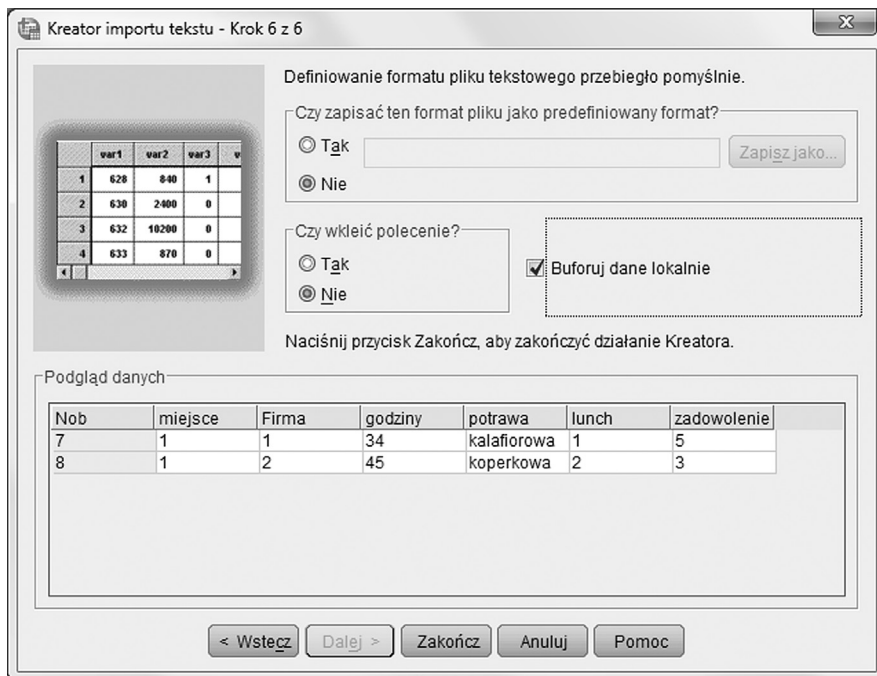 Kreator importu tekstu - Krok 6 z 6
Definiowanie formatu pliku tekstowego przebiegło pomyślnie.
Czy zapisać ten format pliku jako predefiniowany format?
Tak
Zapisz jako...
Nie
var1 var2 var3 v
1 628 840 1
2 630 2400 0
3 632 10200 0
4 633 870 0
Czy wkleić polecenie?
Tak
Nie
Buforuj dane lokalnie
Naciśnij przycisk Zakończ, aby zakończyć działanie Kreatora.
Podgląd danych
Nob miejsce Firma godziny potrawa lunch zadowolenie
7 1 1 34 kalafiorowa 1 5
8 1 2 45 koperkowa 2 3
< Wstecz Dalej > Zakończ Anuluj Pomoc